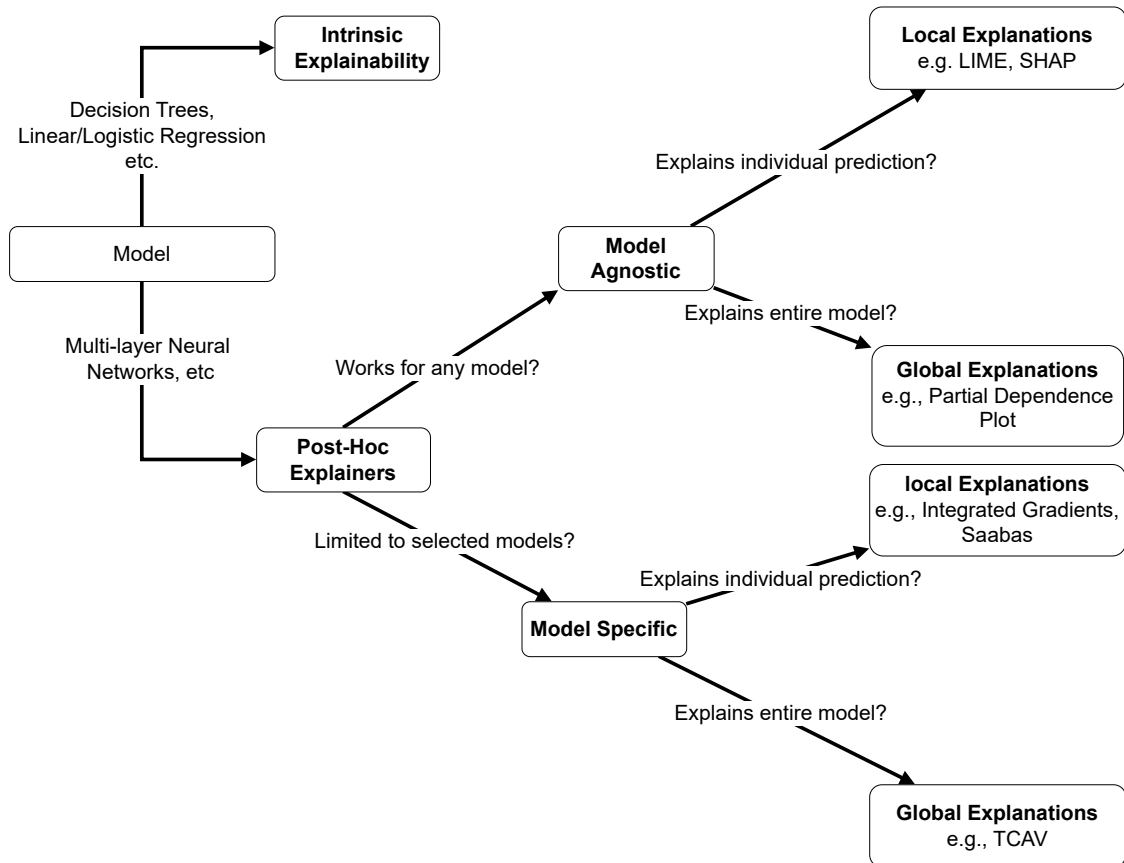 Intrinsic
Explainability
Decision Trees,
Linear/Logistic Regression
etc.
Model
Multi-layer Neural
Networks, etc
Post-Hoc
Explainers
Works for any model?
Limited to selected models?
Model
Agnostic
Explains individual prediction?
Local Explanations
e.g. LIME, SHAP
Explains entire model?
Global Explanations
e.g., Partial Dependence
Plot
Model Specific
Explains individual prediction?
local Explanations
e.g., Integrated Gradients,
Saabas
Explains entire model?
Global Explanations
e.g., TCAV